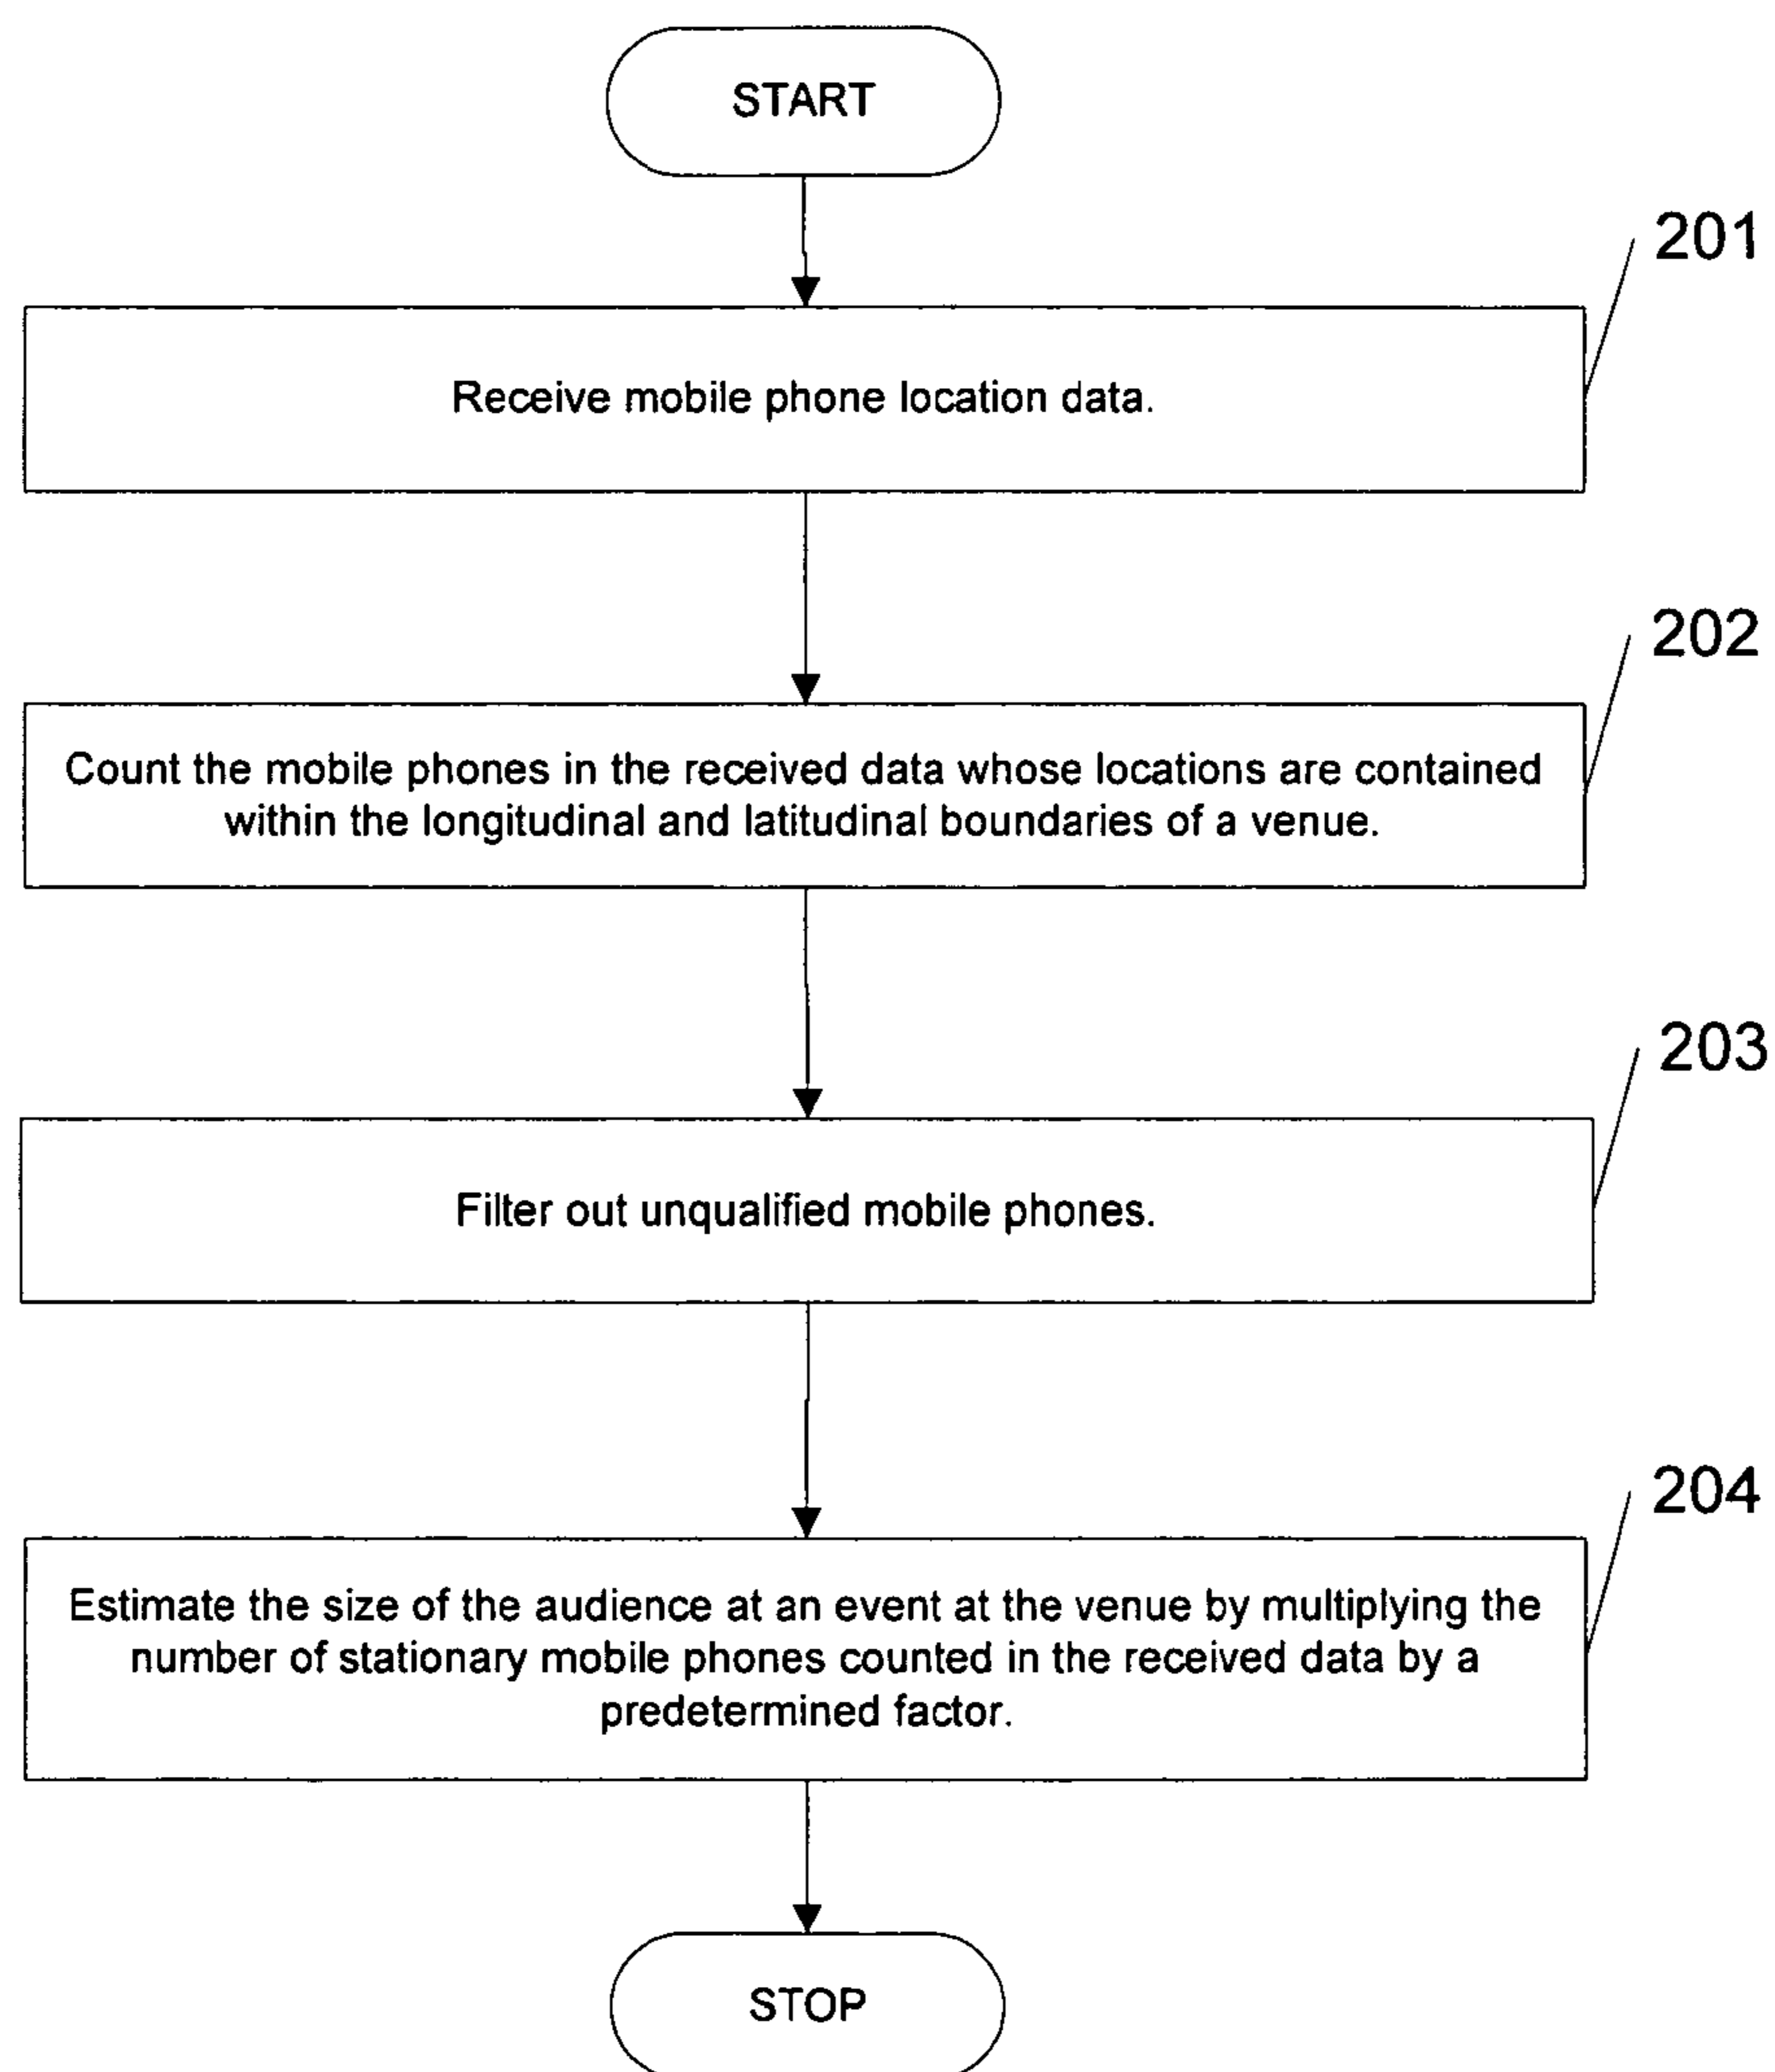 START
201
Receive mobile phone location data.
202
Count the mobile phones in the received data whose locations are contained
within the longitudinal and latitudinal boundaries of a venue.
203
Filter out unqualified mobile phones.
204
Estimate the size of the audience at an event at the venue by multiplying the
number of stationary mobile phones counted in the received data by a
predetermined factor.
STOP